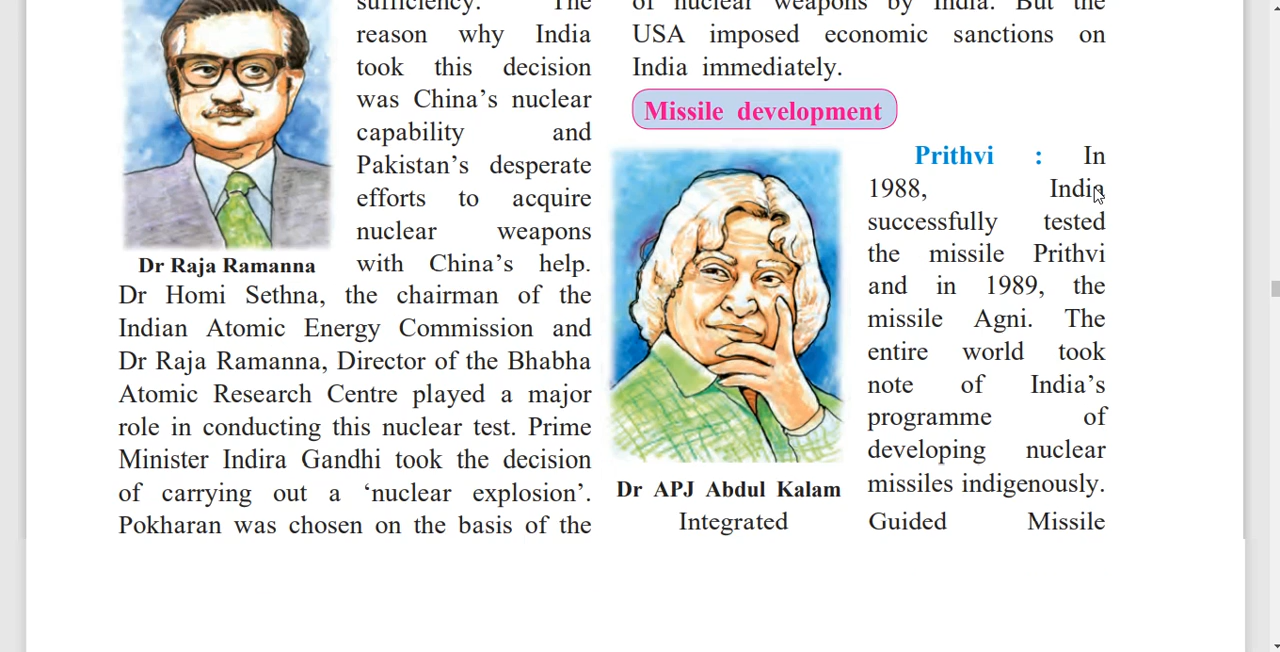 sufficiency. The
reason why India
took this decision
was China’s nuclear
capability and
Pakistan’s desperate
efforts to acquire
nuclear weapons
with China’s help.
Dr Raja Ramanna
Dr Homi Sethna, the chairman of the
Indian Atomic Energy Commission and
Dr Raja Ramanna, Director of the Bhabha
Atomic Research Centre played a major
role in conducting this nuclear test. Prime
Minister Indira Gandhi took the decision
of carrying out a ‘nuclear explosion’.
Pokharan was chosen on the basis of the
of nuclear weapons by India. But the
USA imposed economic sanctions on
India immediately.
Missile development
Prithvi : In
1988, India
successfully tested
the missile Prithvi
and in 1989, the
missile Agni. The
entire world took
note of India’s
programme of
developing nuclear
missiles indigenously.
Dr APJ Abdul Kalam
Integrated Guided Missile